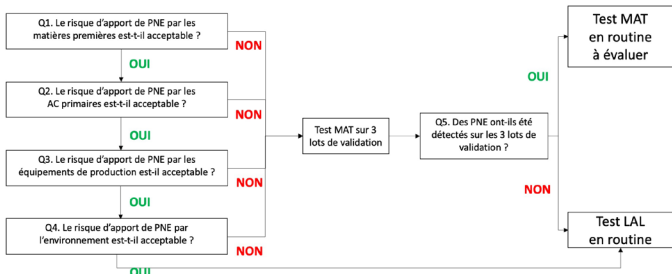 Q1. Le risque d'apport de PNE par les
matières premières est-t-il acceptable ?
NON
OUI
Q2. Le risque d'apport de PNE par les
AC primaires est-t-il acceptable ?
NON
OUI
Q3. Le risque d'apport de PNE par les
équipements de production est-il acceptable ?
NON
OUI
Q4. Le risque d'apport de PNE par
l'environnement est-t-il acceptable ?
NON
OUI
Test MAT sur 3
lots de validation
Q5. Des PNE ont-ils été
détectés sur les 3 lots de
validation ?
OUI
Test MAT
en routine
à évaluer
NON
Test LAL
en routine